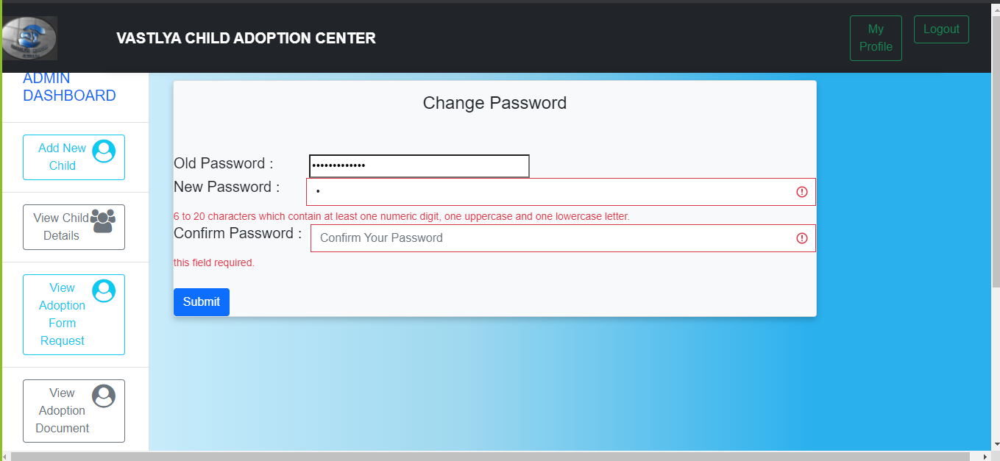 VASTLYA CHILD ADOPTION CENTER
My
Profile
Logout
ADMIN
DASHBOARD
Add New
Child
View Child
Details
View
Adoption
Form
Request
View
Adoption
Document
Change Password
Old Password :
•••••••••••••
New Password :
•
6 to 20 characters which contain at least one numeric digit, one uppercase and one lowercase letter.
Confirm Password :
Confirm Your Password
this field required.
Submit